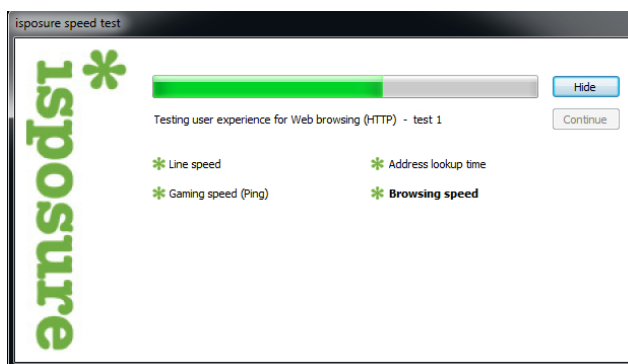 isposure speed test
isposure*
Hide
Testing user experience for Web browsing (HTTP) - test 1
Continue
* Line speed
* Address lookup time
* Gaming speed (Ping)
* Browsing speed